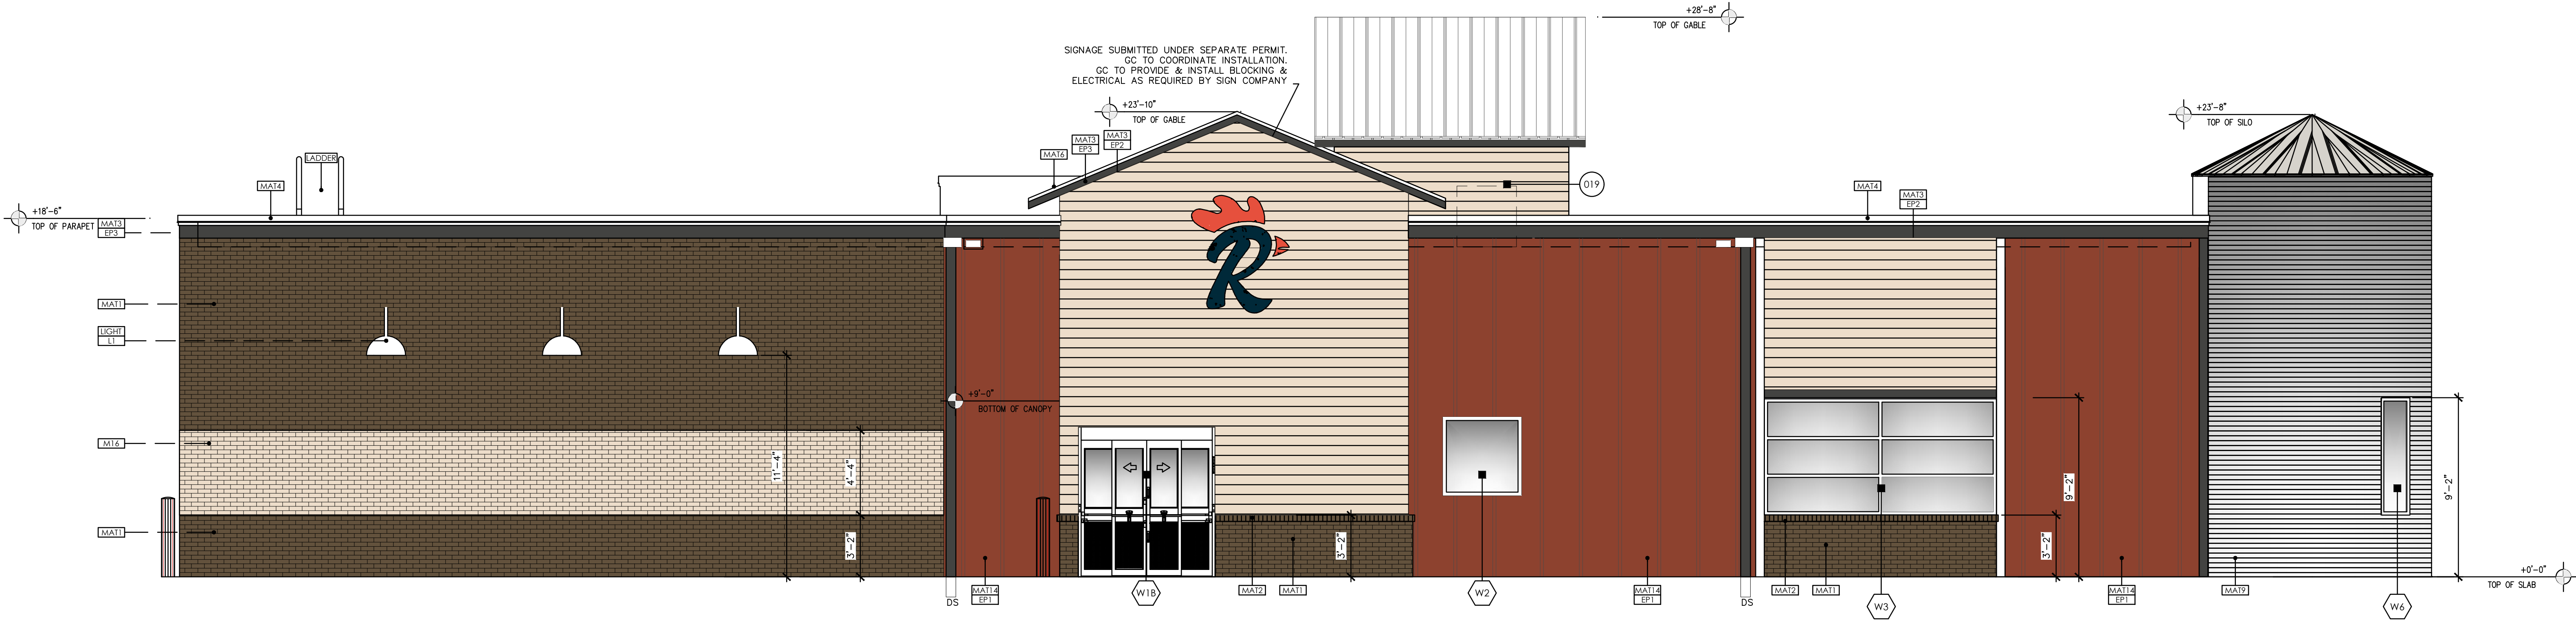 +28'-8"
TOP OF GABLE
SIGNAGE SUBMITTED UNDER SEPARATE PERMIT.
GC TO COORDINATE INSTALLATION.
GC TO PROVIDE & INSTALL BLOCKING &
ELECTRICAL AS REQUIRED BY SIGN COMPANY
+23'-10"
TOP OF GABLE
+23'-8"
TOP OF SILO
MAT3
EP3
MAT3
EP2
MAT6
LADDER
MAT4
019
MAT4
MAT3
EP2
+18'-6"
TOP OF PARAPET
MAT3
EP3
R
MAT1
LIGHT
L1
+9'-0"
BOTTOM OF CANOPY
M16
11'-4"
4'-4"
9'-2"
9'-2"
MAT1
3'-2"
3'-2"
3'-2"
+0'-0"
TOP OF SLAB
DS
MAT14
EP1
W1B
MAT2
MAT1
W2
MAT14
EP1
DS
MAT2
MAT1
W3
MAT14
EP1
MAT9
W6